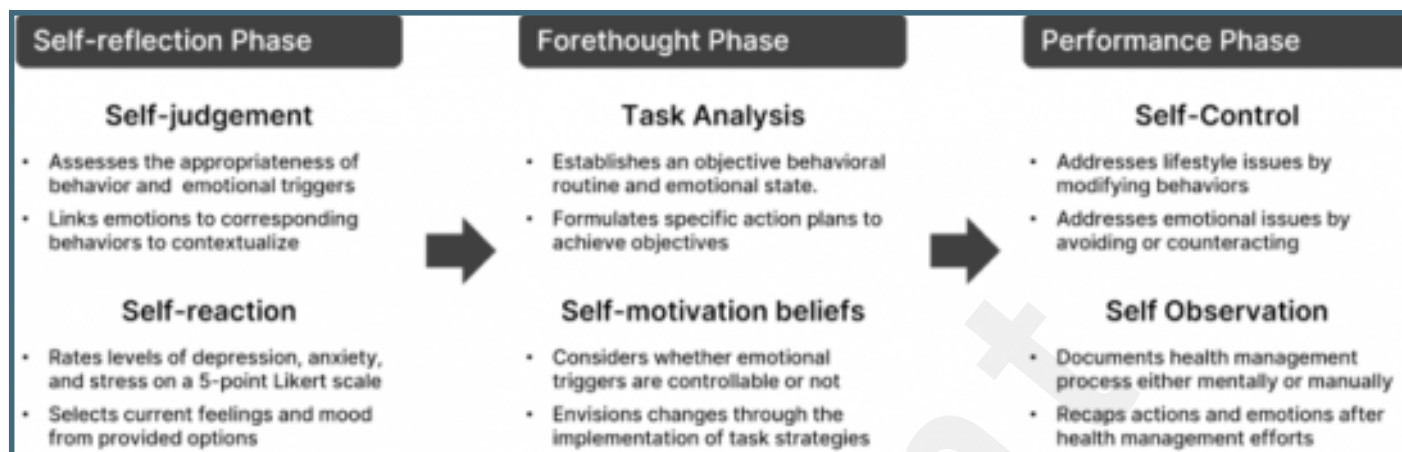 Self-reflection Phase
Self-judgement
• Assesses the appropriateness of
behavior and emotional triggers
• Links emotions to corresponding
behaviors to contextualize
Self-reaction
• Rates levels of depression, anxiety,
and stress on a 5-point Likert scale
• Selects current feelings and mood
from provided options
Forethought Phase
Task Analysis
• Establishes an objective behavioral
routine and emotional state.
• Formulates specific action plans to
achieve objectives
Self-motivation beliefs
• Considers whether emotional
triggers are controllable or not
• Envisions changes through the
implementation of task strategies
Performance Phase
Self-Control
• Addresses lifestyle issues by
modifying behaviors
• Addresses emotional issues by
avoiding or counteracting
Self Observation
• Documents health management
process either mentally or manually
• Recaps actions and emotions after
health management efforts